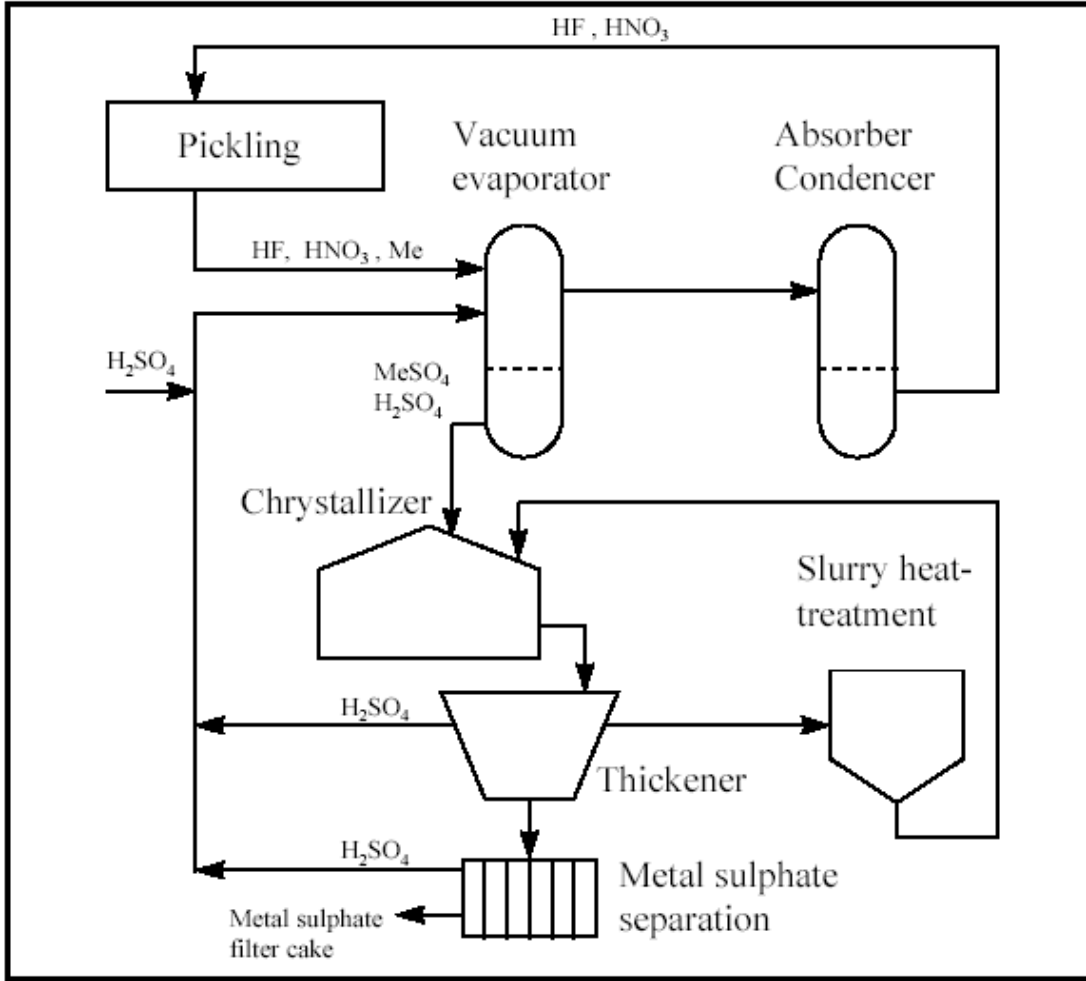 HF , HNO₃
Pickling
Vacuum
evaporator
Absorber
Condencer
HF, HNO₃ , Me
H₂SO₄
MeSO₄
H₂SO₄
Chrystallizer
Slurry heat-
treatment
H₂SO₄
Thickener
H₂SO₄
Metal sulphate
separation
Metal sulphate
filter cake